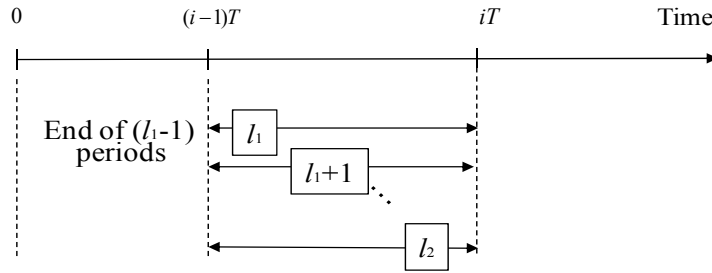 0 (i−1)T iT Time
End of (l₁-1)
periods
l₁
l₁+1
l₂